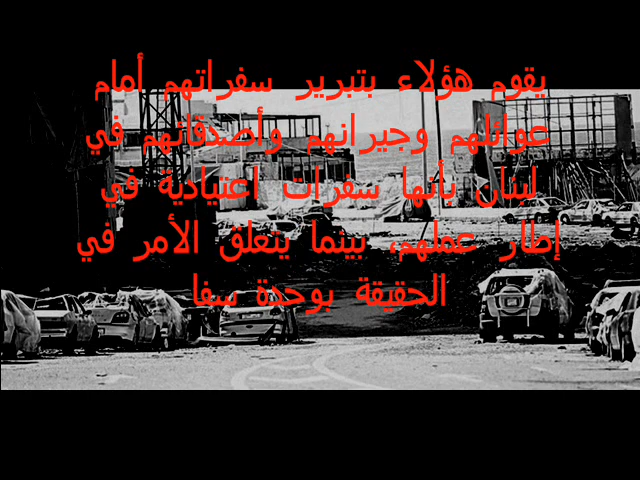 يقوم هؤلاء بتبرير سفراتهم أمام
عوائلهم وجيرانهم وأصدقائهم في
لبنان بأنها سفرات اعتيادية في
إطار عملهم، بينما يتعلق الأمر في
الحقيقة بوحدة سفا